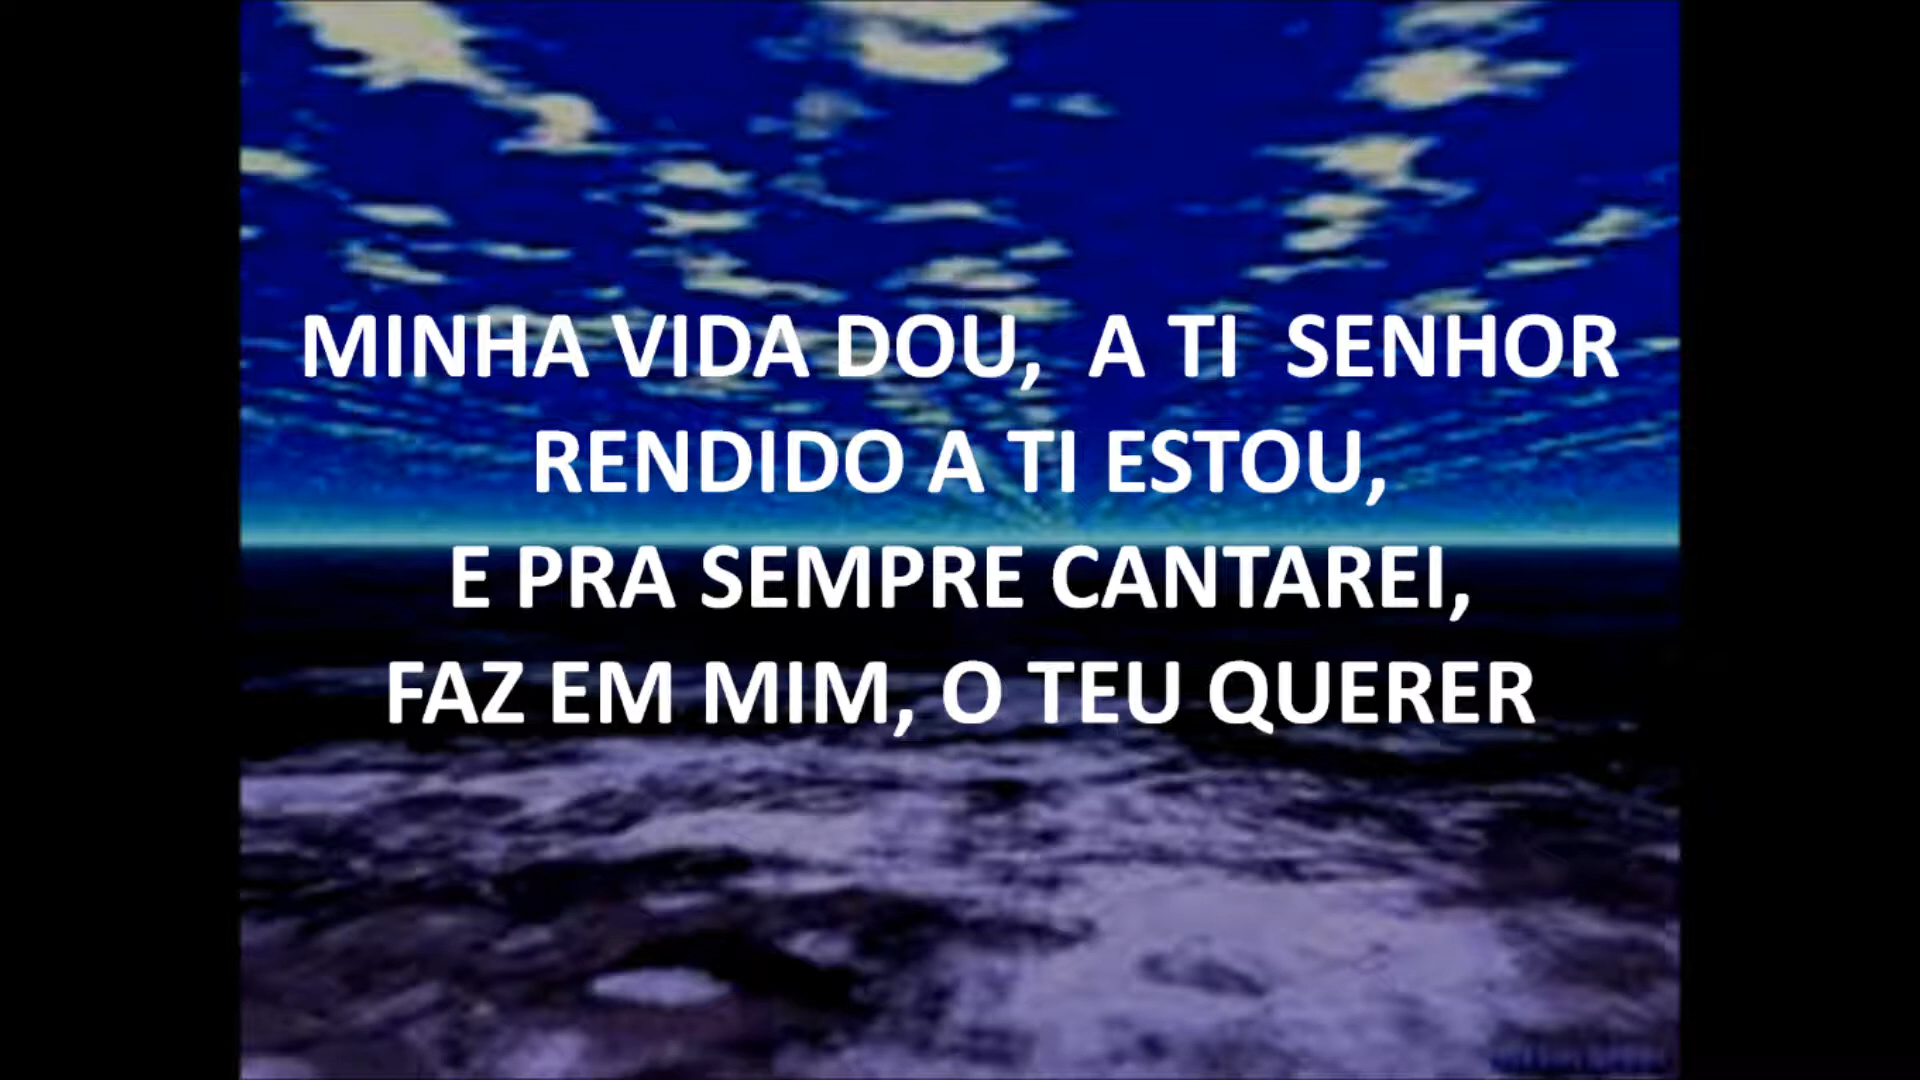 MINHA VIDA DOU,  A TI  SENHOR
RENDIDO A TI ESTOU,
E PRA SEMPRE CANTAREI,
FAZ EM MIM, O TEU QUERER